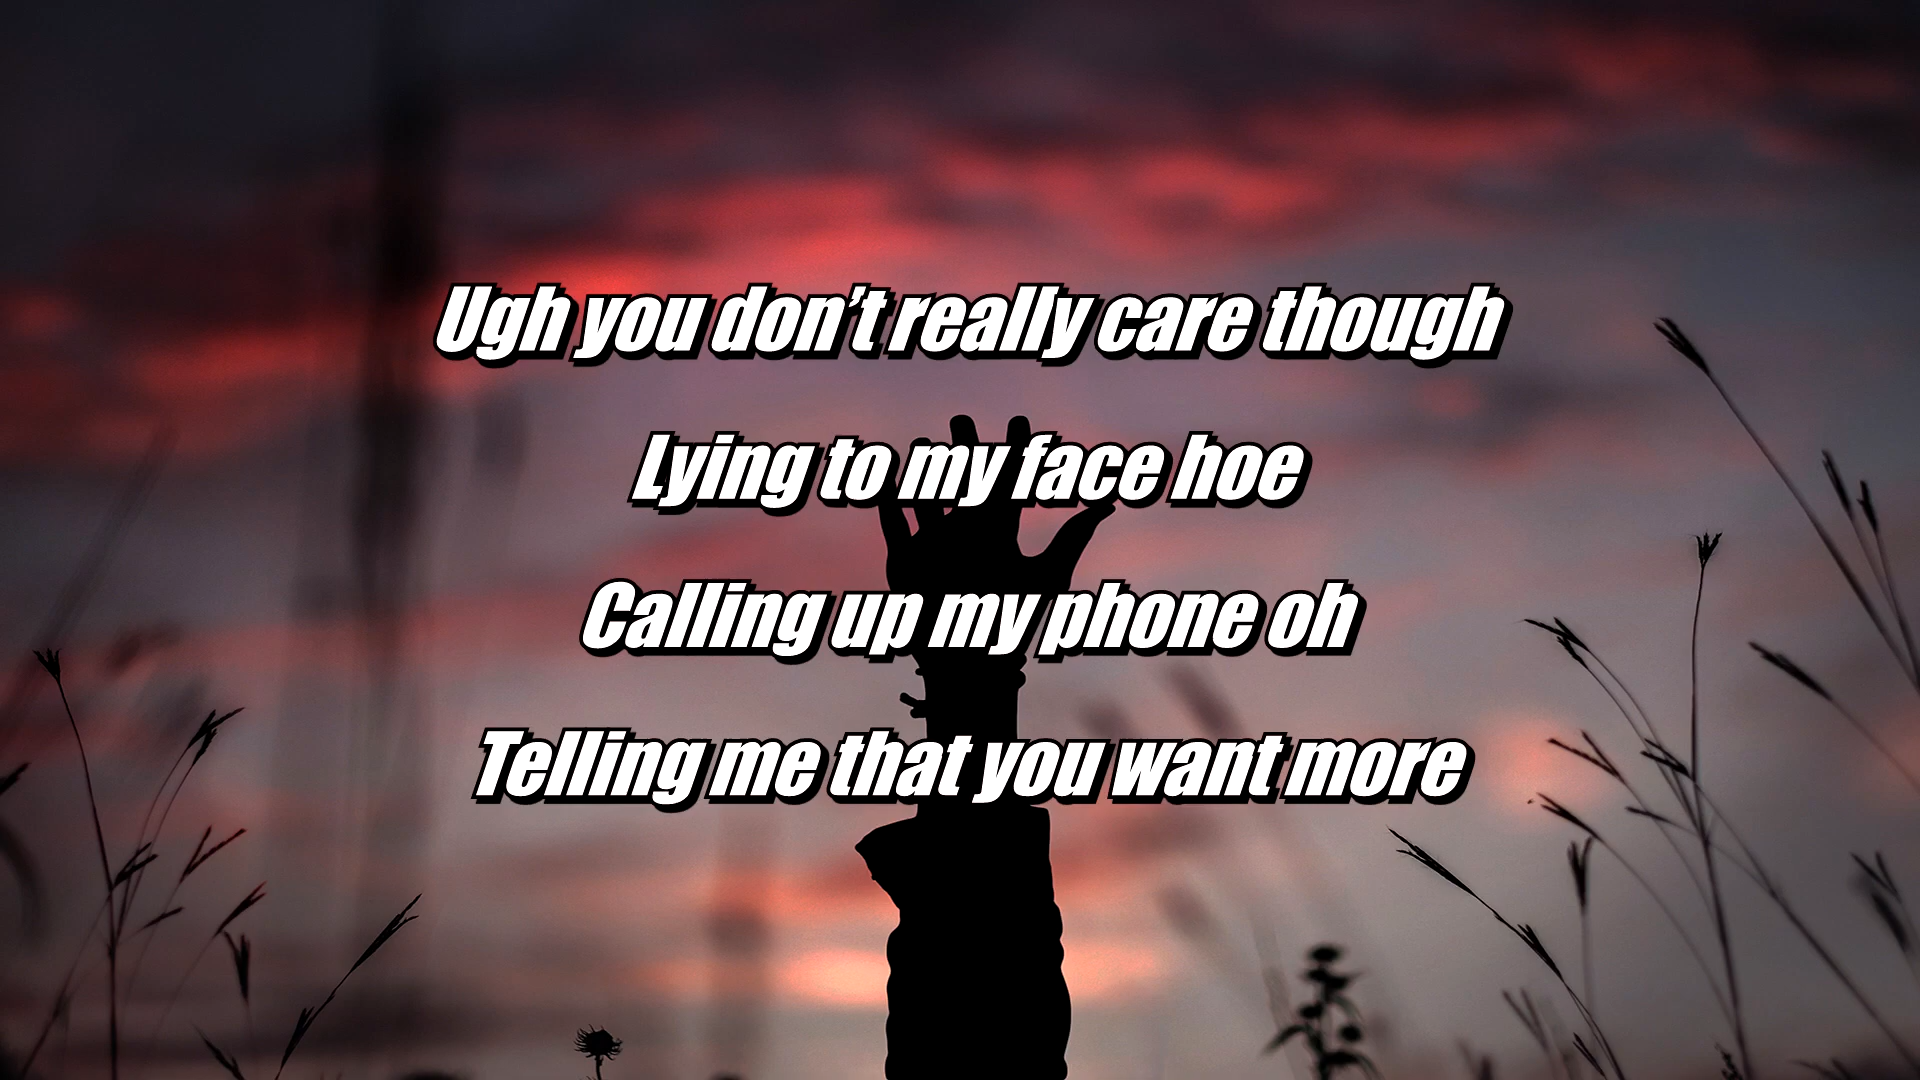 Ugh you don’t really care though
Lying to my face hoe
Calling up my phone oh
Telling me that you want more